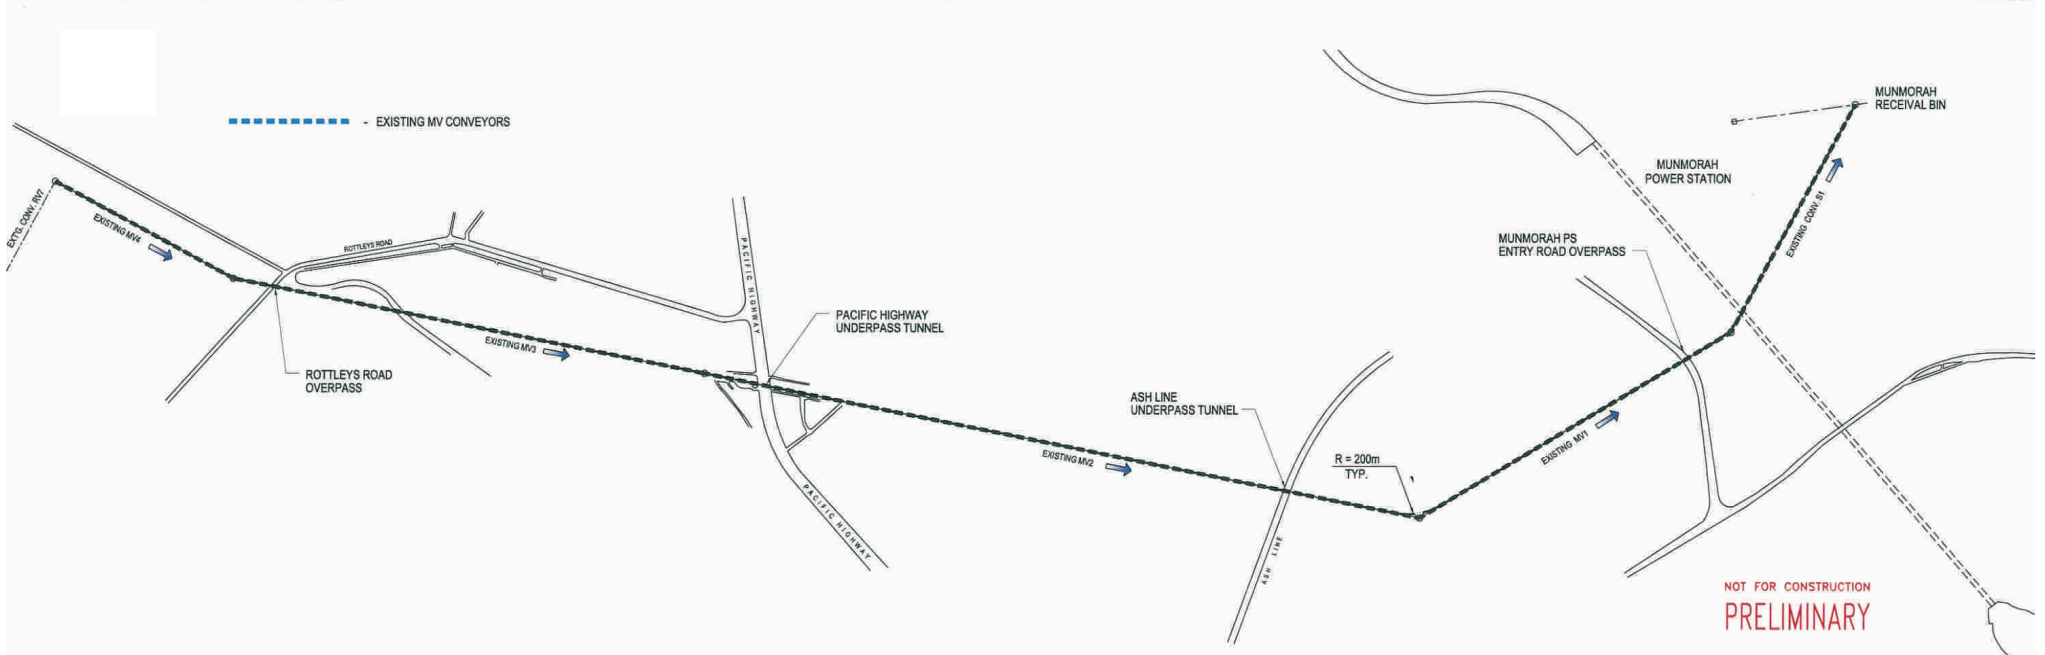 - EXISTING MV CONVEYORS
MUNMORAH
RECEIVAL BIN
MUNMORAH
POWER STATION
EXT'G. CONV. RV7
EXISTING MV4
ROTTLEYS ROAD
PACIFIC HIGHWAY
EXISTING CONV. S1
MUNMORAH PS
ENTRY ROAD OVERPASS
PACIFIC HIGHWAY
UNDERPASS TUNNEL
EXISTING MV3
ROTTLEYS ROAD
OVERPASS
ASH LINE
UNDERPASS TUNNEL
EXISTING MV2
R = 200m
TYP.
EXISTING MV1
PACIFIC HIGHWAY
ASH LINE
NOT FOR CONSTRUCTION
PRELIMINARY